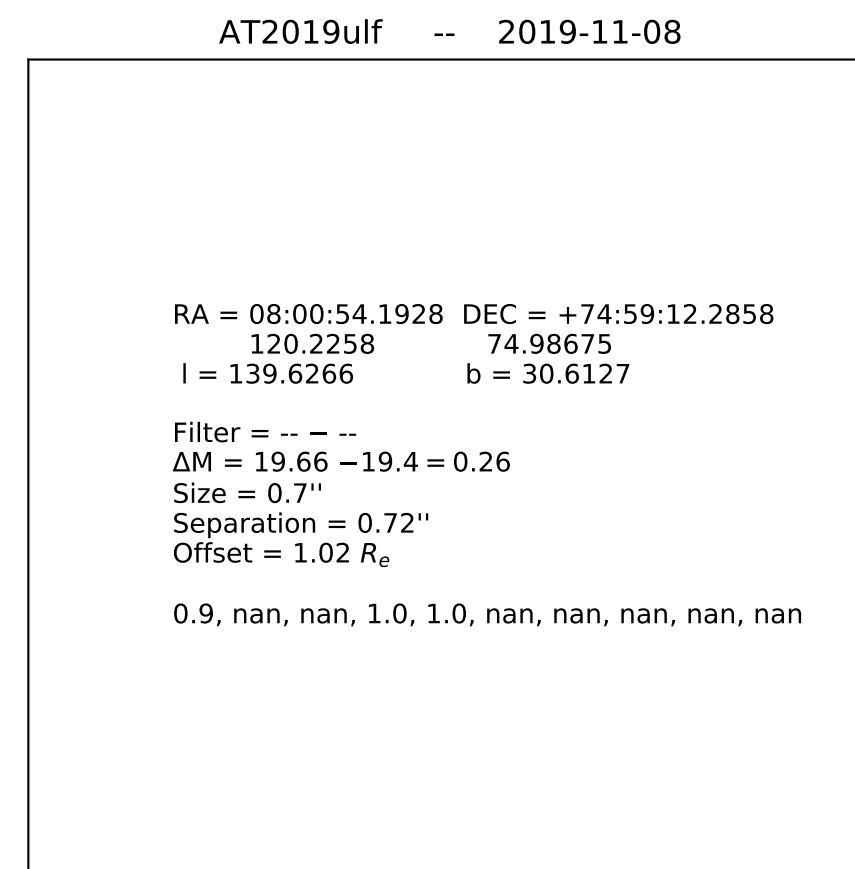 AT2019ulf -- 2019-11-08
RA = 08:00:54.1928 DEC = +74:59:12.2858
120.2258 74.98675
l = 139.6266 b = 30.6127
Filter = -- − --
ΔM = 19.66 −19.4 = 0.26
Size = 0.7''
Separation = 0.72''
Offset = 1.02 Rₑ
0.9, nan, nan, 1.0, 1.0, nan, nan, nan, nan, nan